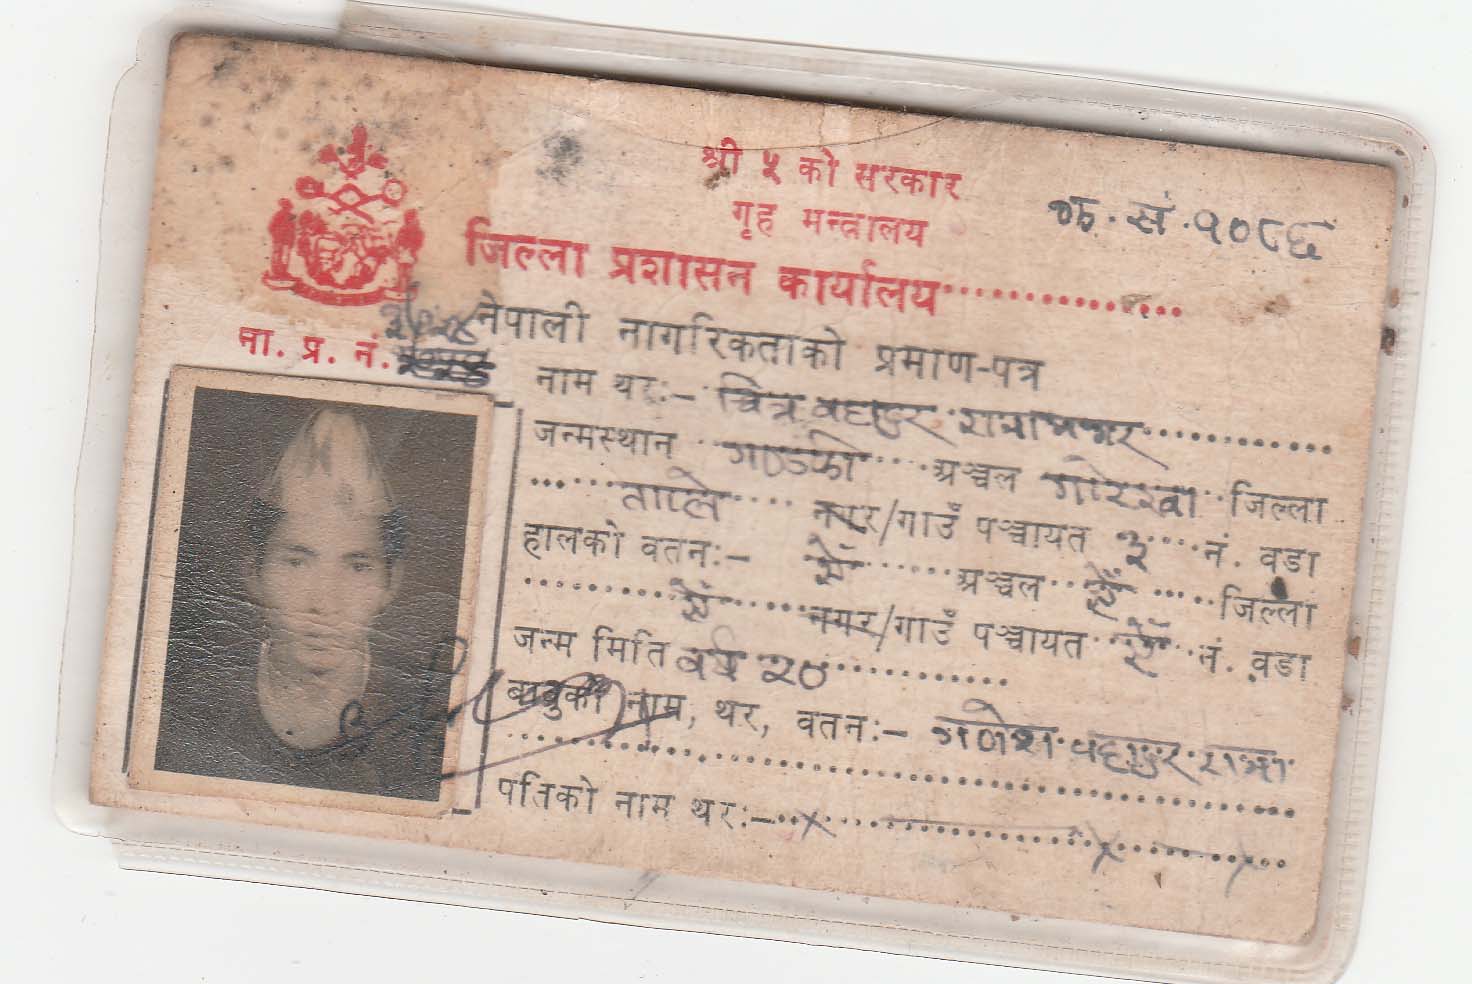 श्री ५ को सरकार
गृह मन्त्रालय
क्र. सं. १०८६
जिल्ला प्रशासन कार्यालय
ना. प्र. नं.
नेपाली नागरिकताको प्रमाण-पत्र
नाम थरः- चित्र बहादुर
जन्मस्थान गण्डकी अञ्चल गोरखा जिल्ला
ताप्ले नगर/गाउँ पञ्चायत ३ नं. वडा
हालको वतनः- ऐं अञ्चल ऐं जिल्ला
ऐं नगर/गाउँ पञ्चायत ऐं नं. वडा
जन्म मिति वर्ष २०
बाबुको नाम, थर, वतनः- गणेश बहादुर राना
पतिको नाम थरः-